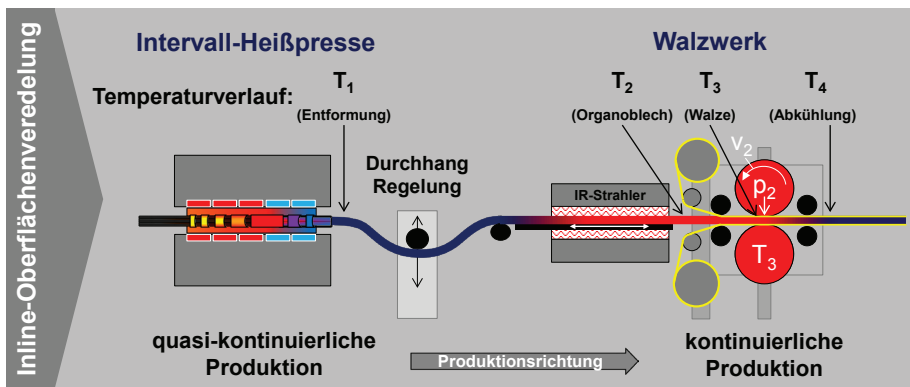 Inline-Oberflächenveredelung
Intervall-Heißpresse
Walzwerk
Temperaturverlauf:
T1
(Entformung)
T2
(Organoblech)
T3
(Walze)
T4
(Abkühlung)
Durchhang
Regelung
IR-Strahler
v2
p2
T3
quasi-kontinuierliche
Produktion
Produktionsrichtung
kontinuierliche
Produktion